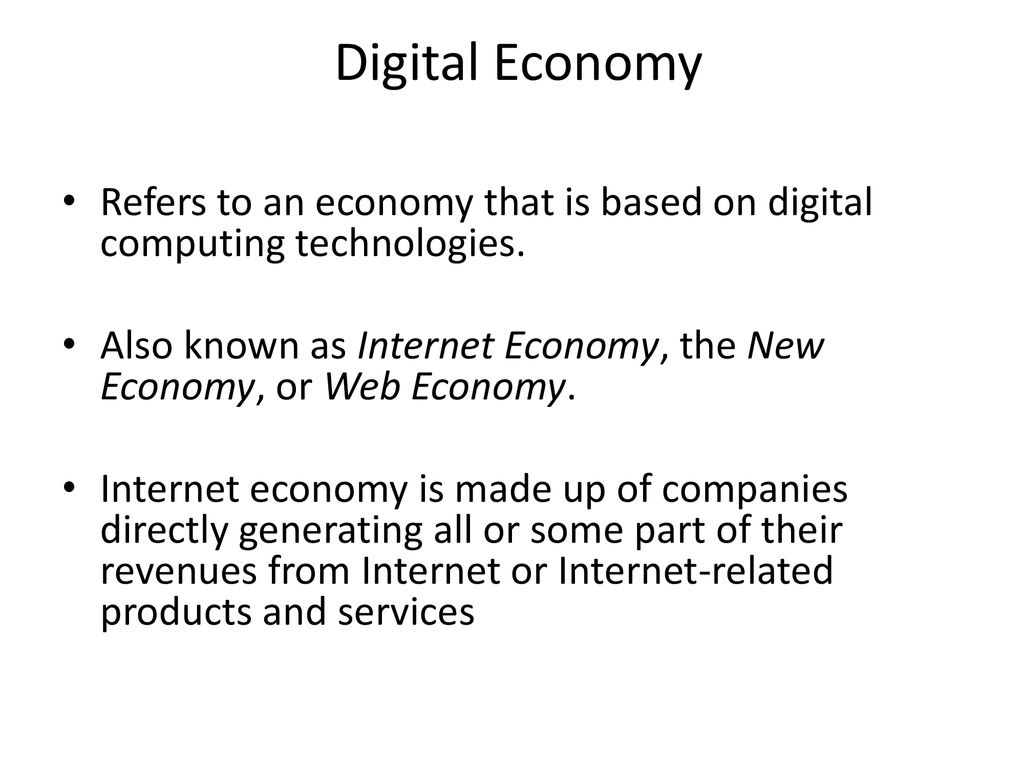 Digital Economy
• Refers to an economy that is based on digital
computing technologies.
• Also known as Internet Economy, the New
Economy, or Web Economy.
• Internet economy is made up of companies
directly generating all or some part of their
revenues from Internet or Internet-related
products and services